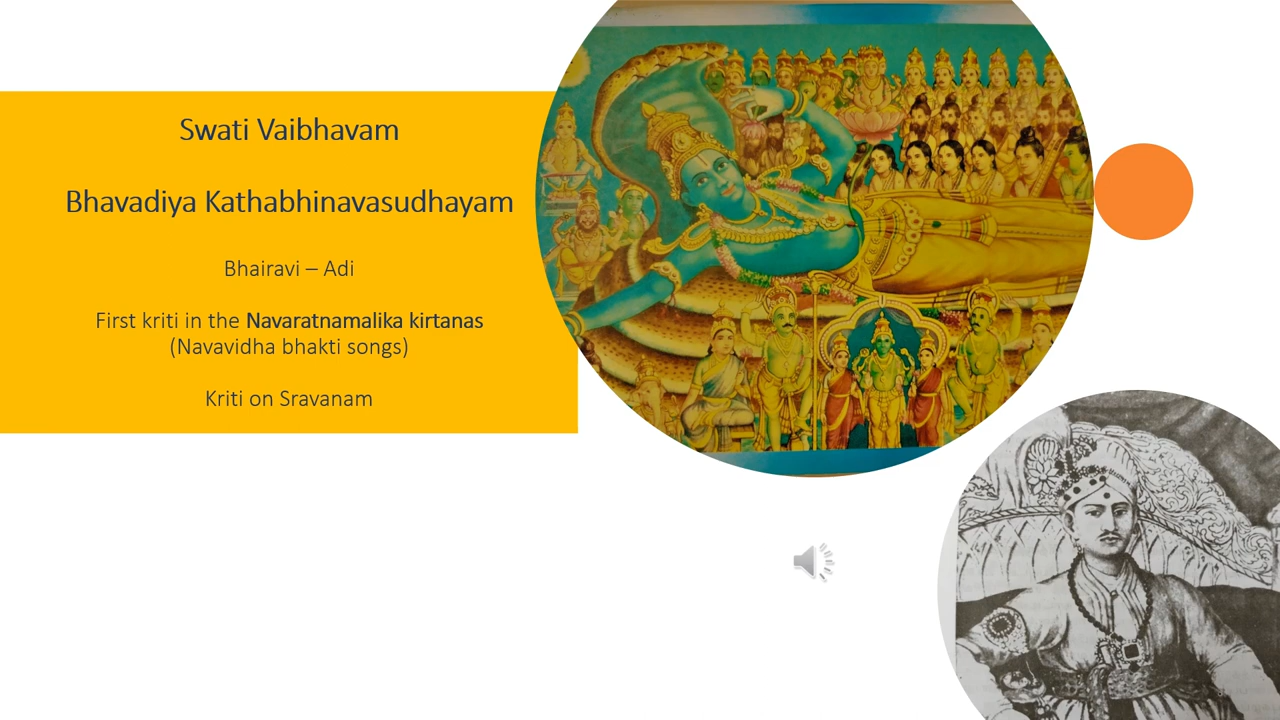 Swati Vaibhavam
Bhavadiya Kathabhinavasudhayam
Bhairavi – Adi
First kriti in the Navaratnamalika kirtanas
(Navavidha bhakti songs)
Kriti on Sravanam